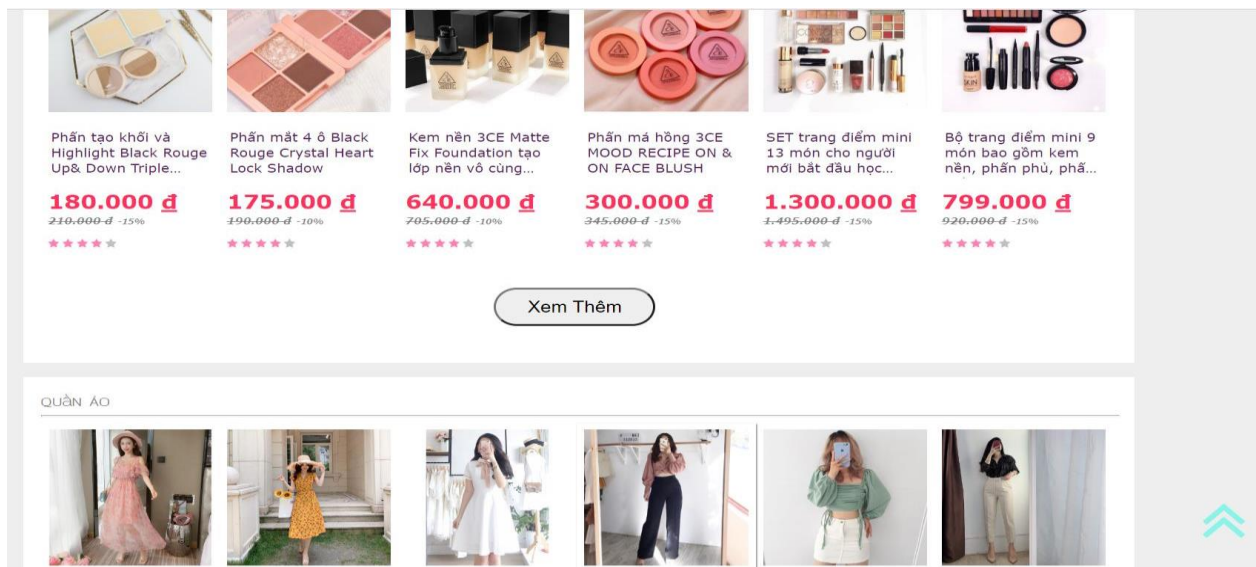 Phấn tạo khối và
Highlight Black Rouge
Up& Down Triple...
180.000 đ
210.000 đ -15%
Phấn mắt 4 ô Black
Rouge Crystal Heart
Lock Shadow
175.000 đ
190.000 đ -10%
Kem nền 3CE Matte
Fix Foundation tạo
lớp nền vô cùng...
640.000 đ
705.000 đ -10%
Phấn má hồng 3CE
MOOD RECIPE ON &
ON FACE BLUSH
300.000 đ
345.000 đ -15%
SET trang điểm mini
13 món cho người
mới bắt đầu học...
1.300.000 đ
1.495.000 đ -15%
Bộ trang điểm mini 9
món bao gồm kem
nền, phấn phủ, phấ...
799.000 đ
920.000 đ -15%
Xem Thêm
QUẦN ÁO